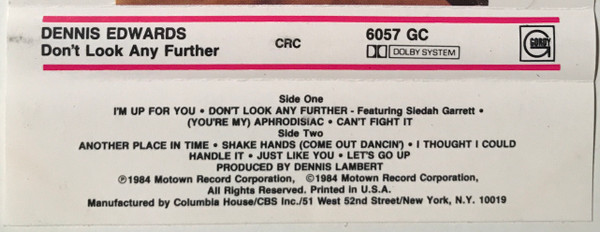 DENNIS EDWARDS
Don't Look Any Further
CRC
6057 GC
DOLBY SYSTEM
GORDY
Side One
I'M UP FOR YOU • DON'T LOOK ANY FURTHER - Featuring Siedah Garrett •
(YOU'RE MY) APHRODISIAC • CAN'T FIGHT IT
Side Two
ANOTHER PLACE IN TIME • SHAKE HANDS (COME OUT DANCIN') • I THOUGHT I COULD
HANDLE IT • JUST LIKE YOU • LET'S GO UP
PRODUCED BY DENNIS LAMBERT
℗1984 Motown Record Corporation, ©1984 Motown Record Corporation,
All Rights Reserved. Printed in U.S.A.
Manufactured by Columbia House/CBS Inc./51 West 52nd Street/New York, N.Y. 10019